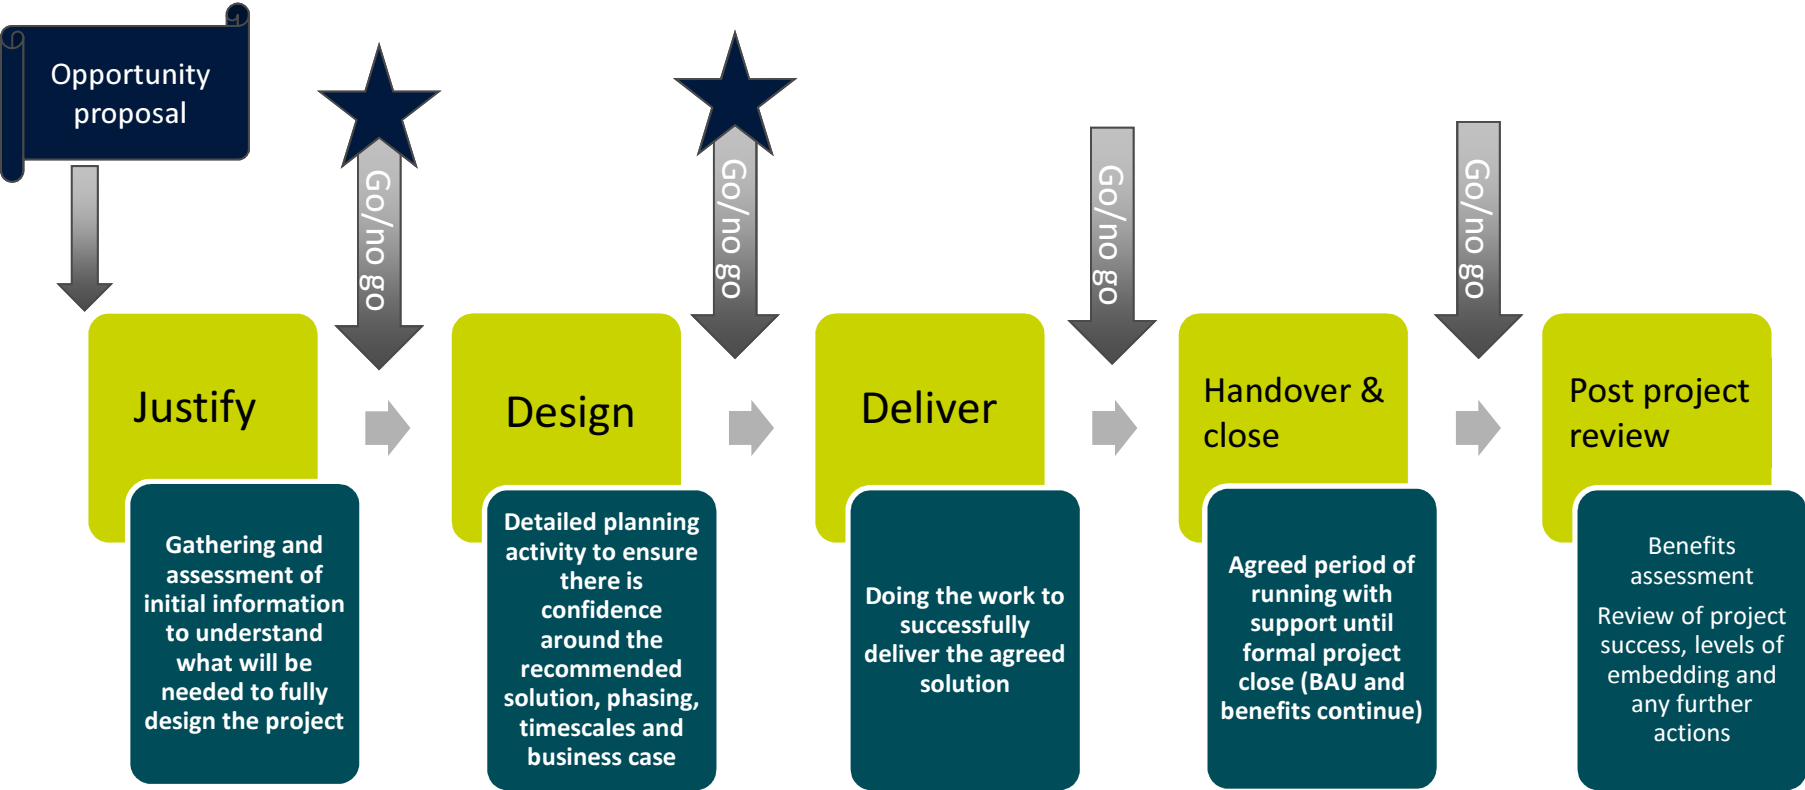 Opportunity
proposal
Go/no go
Go/no go
Go/no go
Go/no go
Justify
Design
Deliver
Handover &
close
Post project
review
Gathering and
assessment of
initial information
to understand
what will be
needed to fully
design the project
Detailed planning
activity to ensure
there is
confidence
around the
recommended
solution, phasing,
timescales and
business case
Doing the work to
successfully
deliver the agreed
solution
Agreed period of
running with
support until
formal project
close (BAU and
benefits continue)
Benefits
assessment
Review of project
success, levels of
embedding and
any further
actions